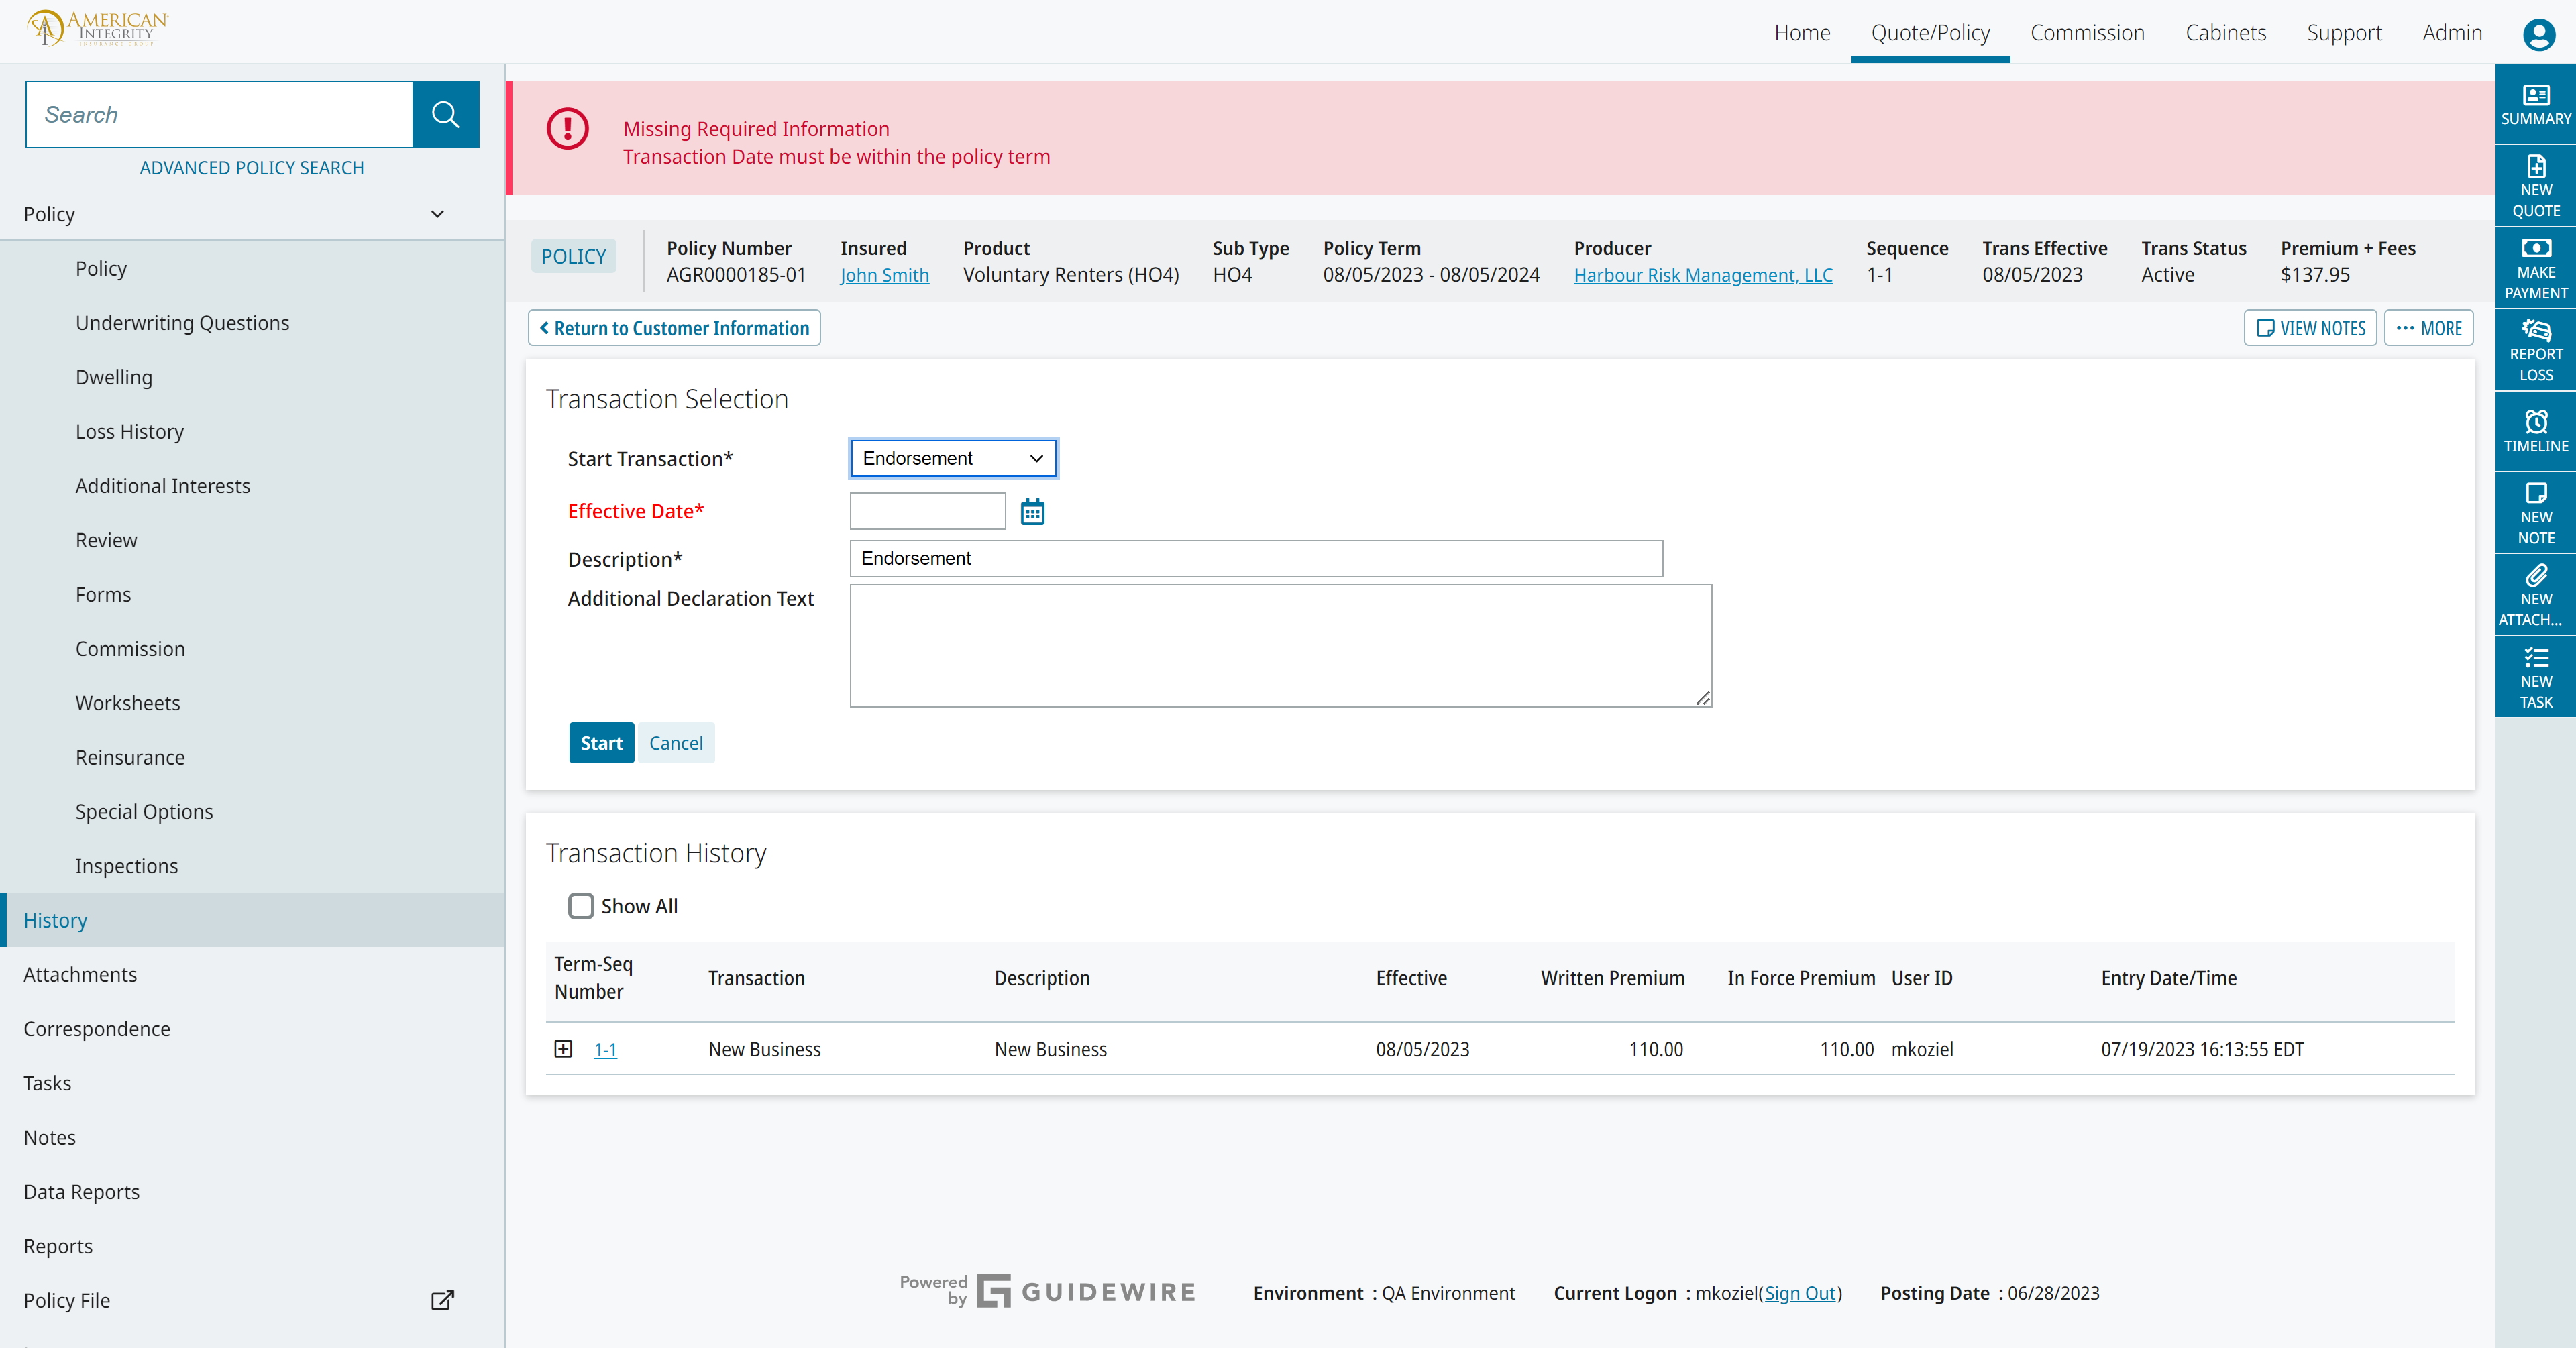 AMERICAN
INTEGRITY
INSURANCE GROUP
Home
Quote/Policy
Commission
Cabinets
Support
Admin
Search
ADVANCED POLICY SEARCH
Policy
Policy
Underwriting Questions
Dwelling
Loss History
Additional Interests
Review
Forms
Commission
Worksheets
Reinsurance
Special Options
Inspections
History
Attachments
Correspondence
Tasks
Notes
Data Reports
Reports
Policy File
Missing Required Information
Transaction Date must be within the policy term
POLICY
Policy Number
AGR0000185-01
Insured
John Smith
Product
Voluntary Renters (HO4)
Sub Type
HO4
Policy Term
08/05/2023 - 08/05/2024
Producer
Harbour Risk Management, LLC
Sequence
1-1
Trans Effective
08/05/2023
Trans Status
Active
Premium + Fees
$137.95
Return to Customer Information
VIEW NOTES
MORE
Transaction Selection
Start Transaction*
Endorsement
Effective Date*
Description*
Endorsement
Additional Declaration Text
Start
Cancel
Transaction History
Show All
Term-Seq Number
Transaction
Description
Effective
Written Premium
In Force Premium
User ID
Entry Date/Time
1-1
New Business
New Business
08/05/2023
110.00
110.00
mkoziel
07/19/2023 16:13:55 EDT
Powered by GUIDEWIRE
Environment : QA Environment
Current Logon : mkoziel(Sign Out)
Posting Date : 06/28/2023
SUMMARY
NEW QUOTE
MAKE PAYMENT
REPORT LOSS
TIMELINE
NEW NOTE
NEW ATTACH...
NEW TASK